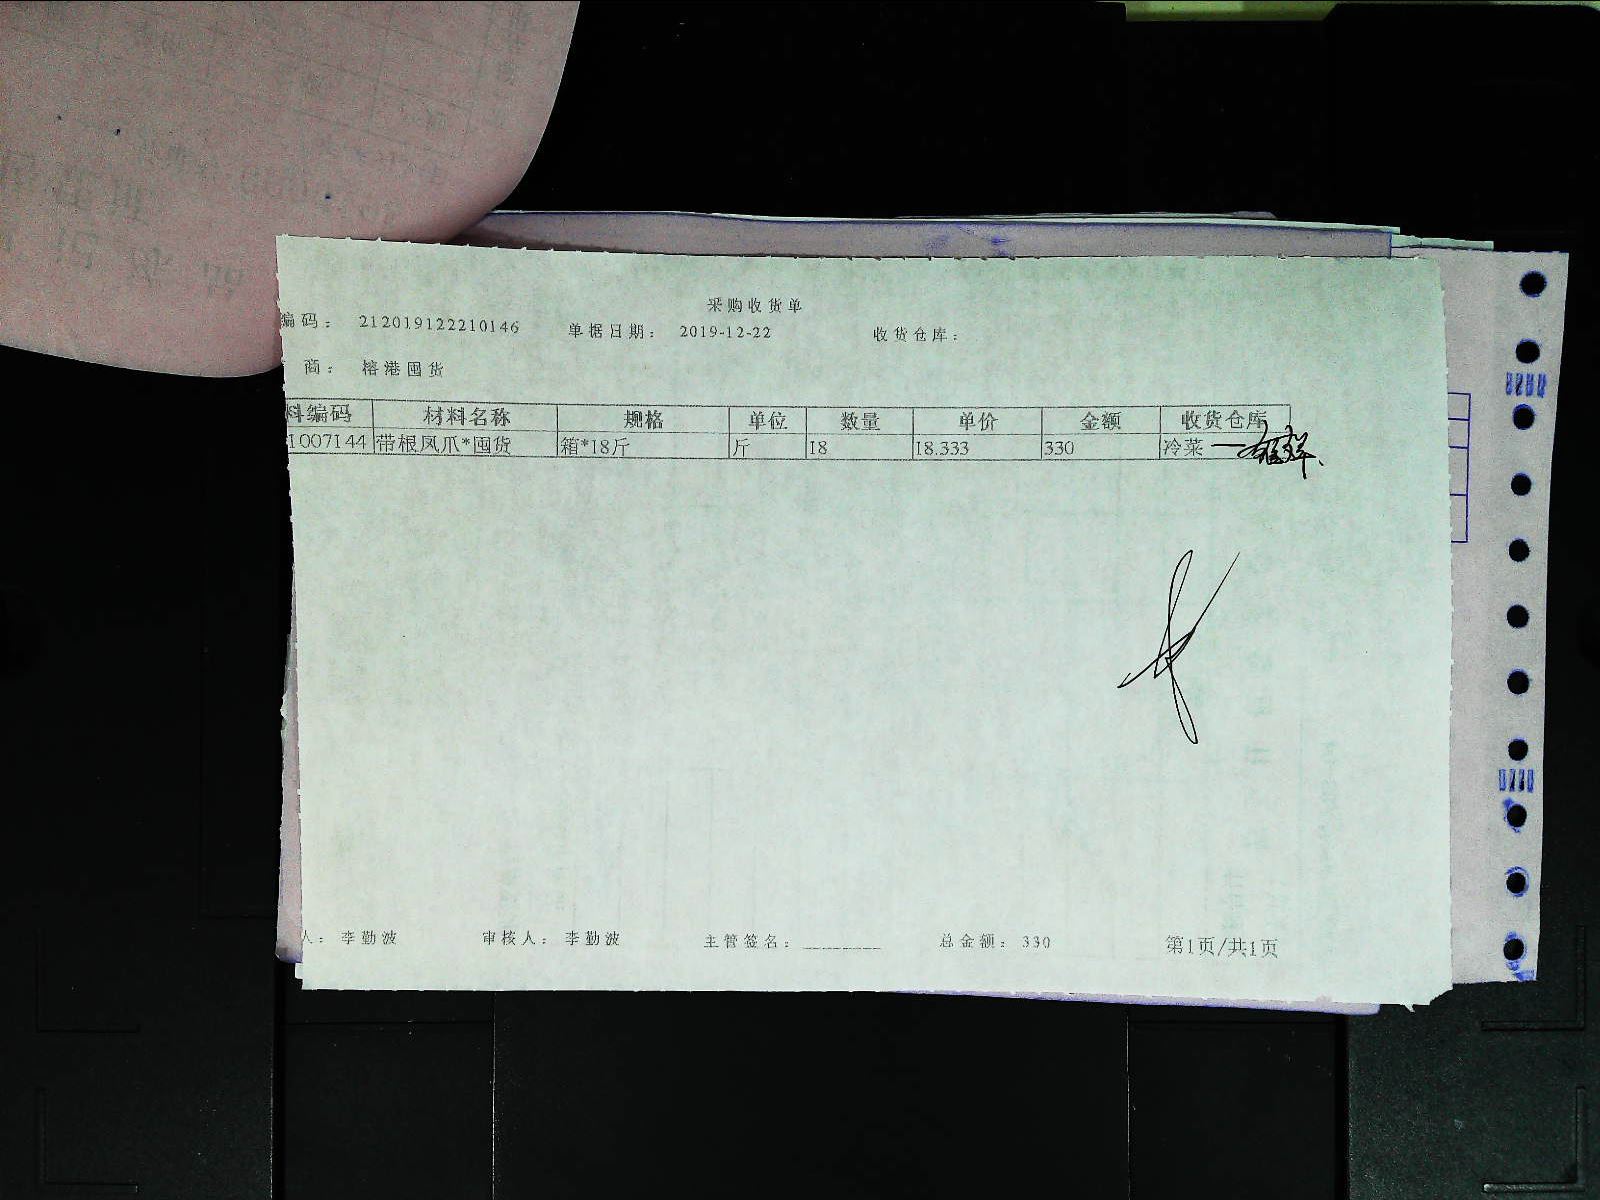 采购收货单
编码： 212019122210146 单据日期： 2019-12-22 收货仓库：
商： 榕港囤货
料编码 材料名称 规格 单位 数量 单价 金额 收货仓库
1007144 带根凤爪*囤货 箱*18斤 斤 18 18.333 330 冷菜
人： 李勤波 审核人： 李勤波 主管签名： ________ 总金额： 330 第1页/共1页